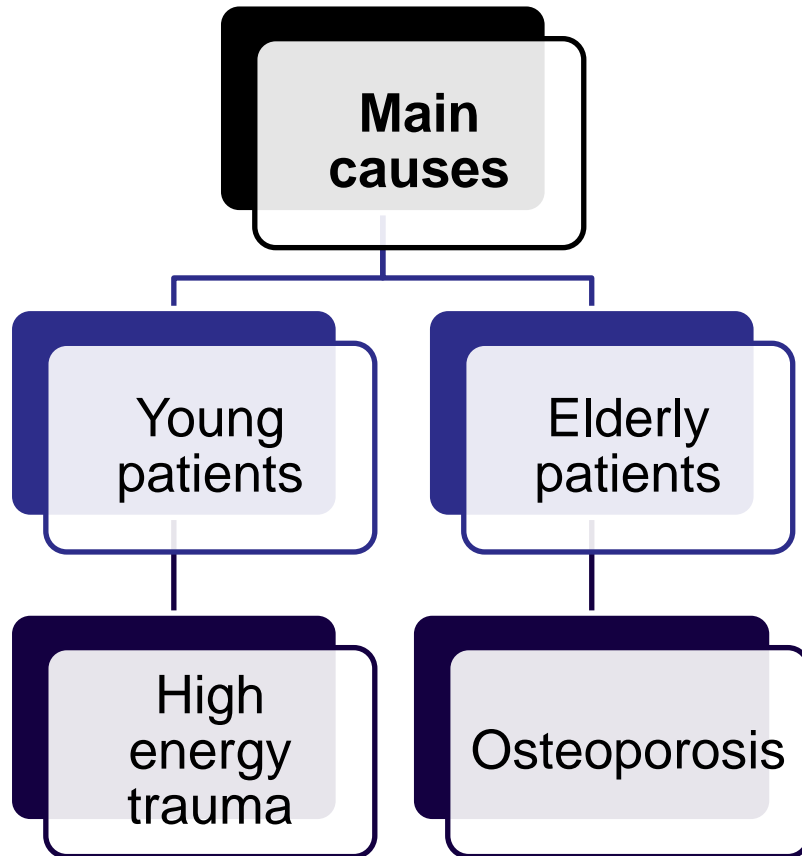 Main
causes
Young
patients
Elderly
patients
High
energy
trauma
Osteoporosis